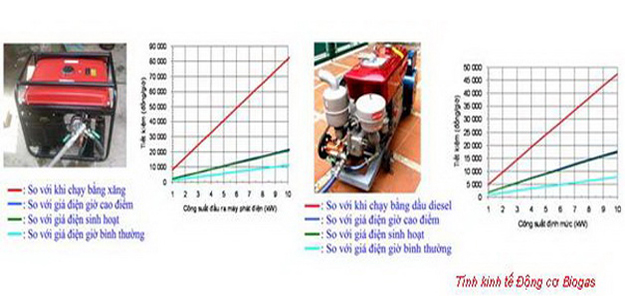 Tiết kiệm (đồng/giờ)
90 000
80 000
70 000
60 000
50 000
40 000
30 000
20 000
10 000
0
1 2 3 4 5 6 7 8 9 10
Công suất đầu ra máy phát điện (kW)
: So với khi chạy bằng xăng
: So với giá điện giờ cao điểm
: So với giá điện sinh hoạt
: So với giá điện giờ bình thường
Tiết kiệm (đồng/giờ)
50 000
45 000
40 000
35 000
30 000
25 000
20 000
15 000
10 000
5 000
0
1 2 3 4 5 6 7 8 9 10
Công suất định mức (kW)
: So với khi chạy bằng dầu diesel
: So với giá điện giờ cao điểm
: So với giá điện sinh hoạt
: So với giá điện giờ bình thường
Tính kinh tế Động cơ Biogas